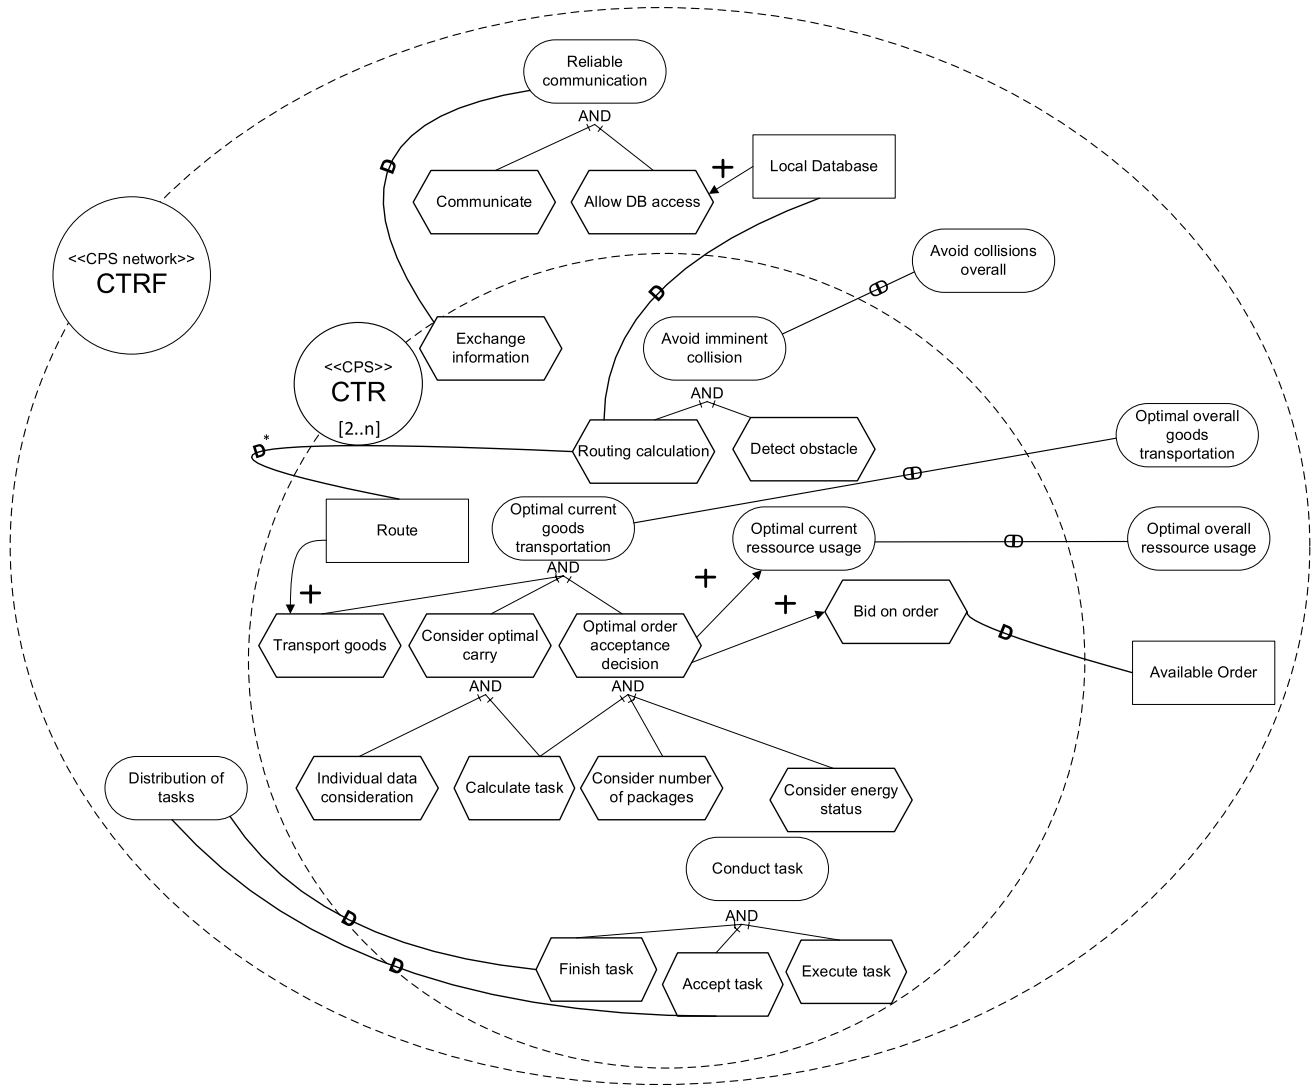 Reliable
communication
AND
Communicate
Allow DB access
+
Local Database
D
<<CPS network>>
CTRF
Avoid collisions
overall
D
Exchange
information
Avoid imminent
collision
<<CPS>>
CTR
[2..n]
AND
Routing calculation
Detect obstacle
D*
Optimal overall
goods
transportation
Route
Optimal current
goods
transportation
Optimal current
ressource usage
Optimal overall
ressource usage
AND
+
+
+
Transport goods
Consider optimal
carry
Optimal order
acceptance
decision
Bid on order
D
Available Order
AND
AND
Distribution of
tasks
Individual data
consideration
Calculate task
Consider number
of packages
Consider energy
status
Conduct task
AND
D
D
Finish task
Accept task
Execute task